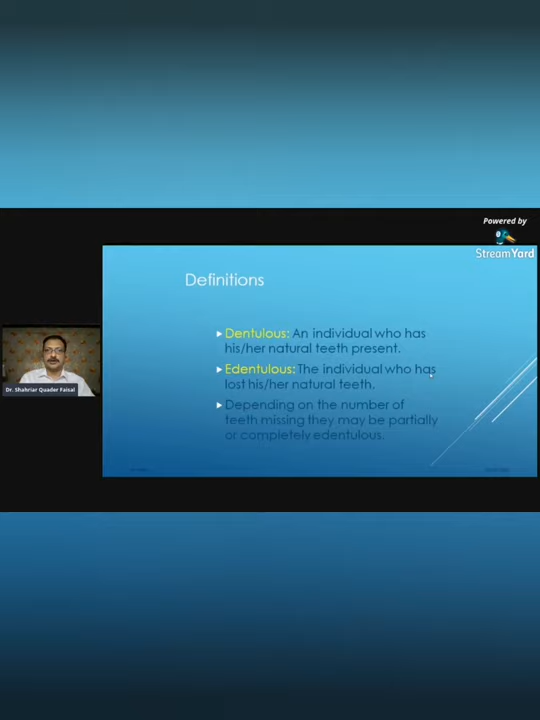 Powered by
StreamYard
Definitions
Dentulous: An individual who has
his/her natural teeth present.
Edentulous: The individual who has
lost his/her natural teeth.
Depending on the number of
teeth missing they may be partially
or completely edentulous.
Dr. Shahriar Quader Faisal